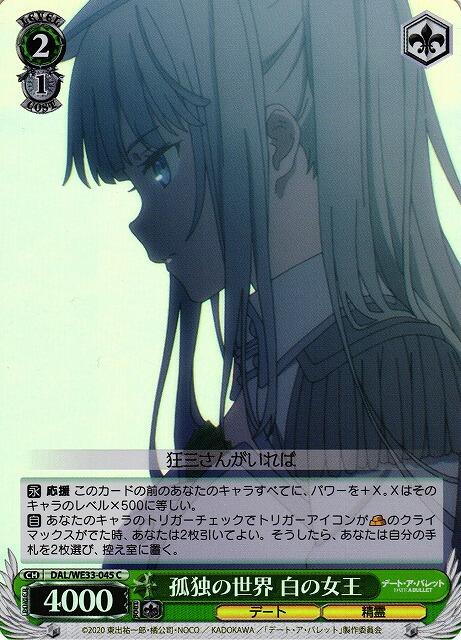 LEVEL
2
1
COST
狂三さんがいれば
永 応援 このカードの前のあなたのキャラすべてに、パワーを+X。Xはその
キャラのレベル×500に等しい。
自 あなたのキャラのトリガーチェックでトリガーアイコンがのクライ
マックスがでた時、あなたは2枚引いてよい。そうしたら、あなたは自分の手
札を2枚選び、控え室に置く。
CH DAL/WE33-045 C
4000
孤独の世界 白の女王
デート・ア・バレット
DATE A BULLET
デート
精霊
©2020 東出祐一郎・橘公司・NOCO / KADOKAWA /「デート・ア・バレット」製作委員会